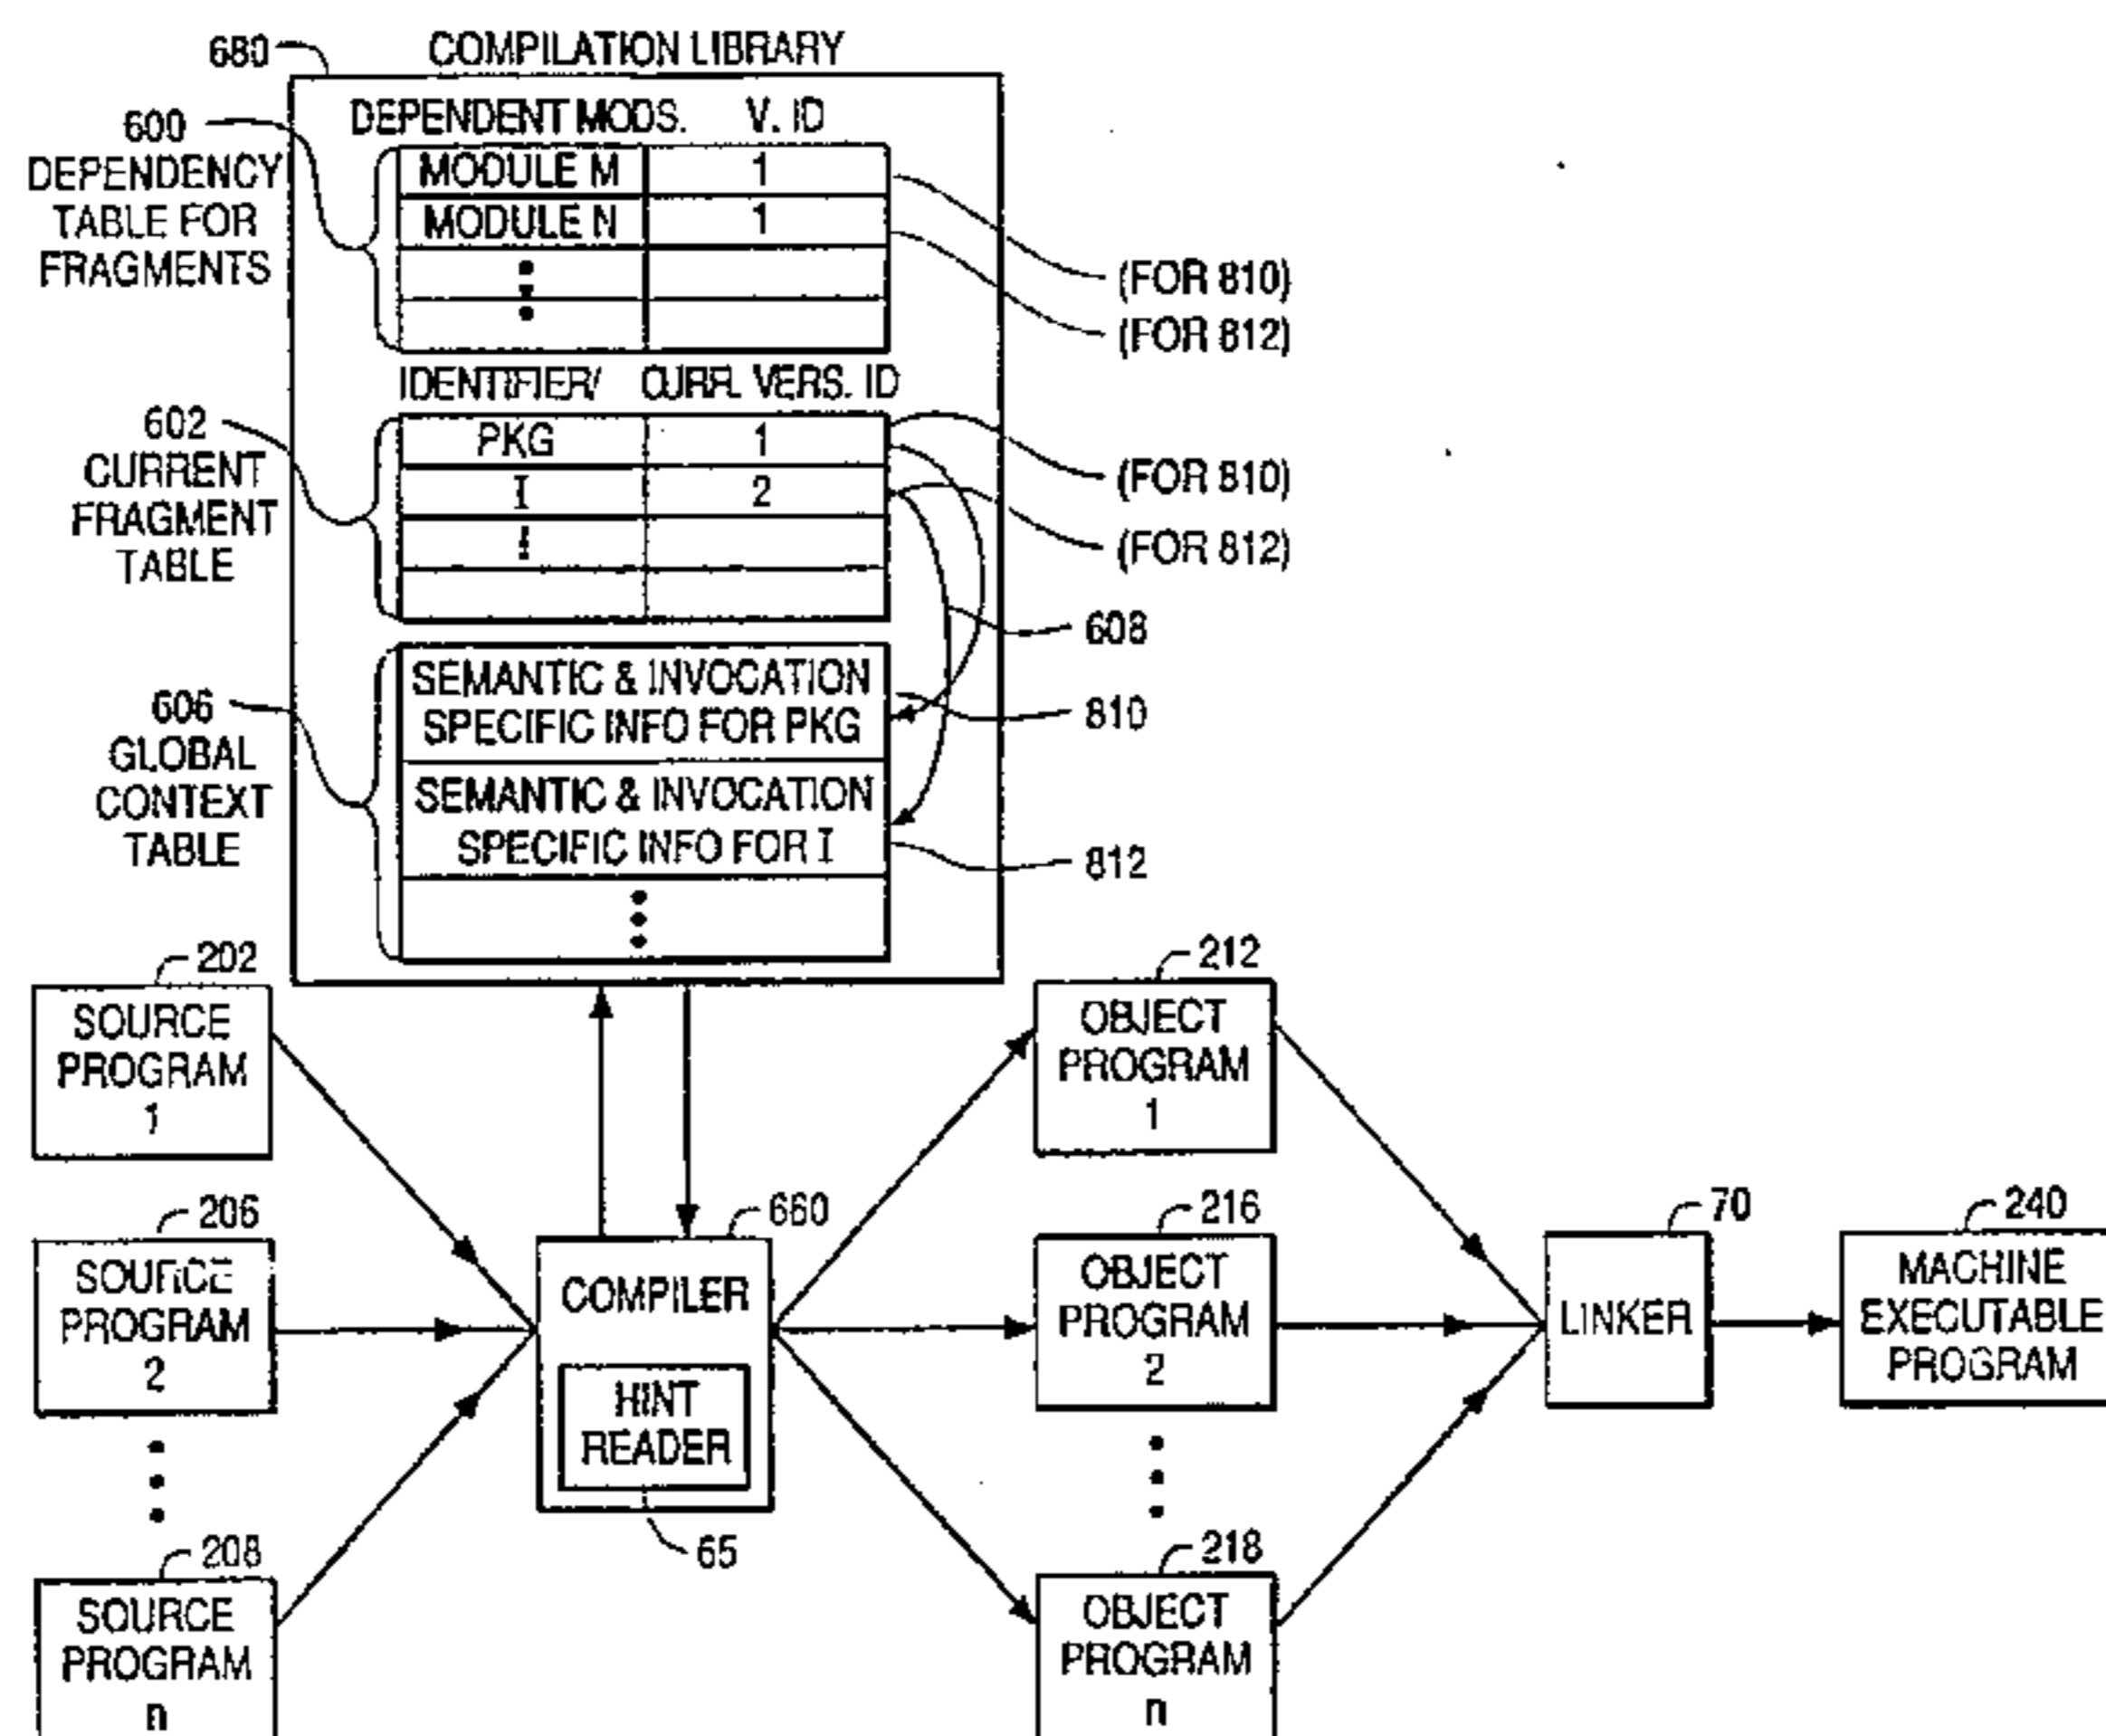 680
COMPILATION LIBRARY
600
DEPENDENCY
TABLE FOR
FRAGMENTS
DEPENDENT MODS. V. ID
MODULE M 1
MODULE N 1
(FOR 810)
(FOR 812)
602
CURRENT
FRAGMENT
TABLE
IDENTIFIER/ CURR. VERS. ID
PKG 1
I 2
(FOR 810)
(FOR 812)
608
606
GLOBAL
CONTEXT
TABLE
SEMANTIC & INVOCATION
SPECIFIC INFO FOR PKG
810
SEMANTIC & INVOCATION
SPECIFIC INFO FOR I
812
202
SOURCE
PROGRAM
1
206
SOURCE
PROGRAM
2
208
SOURCE
PROGRAM
n
660
COMPILER
HINT
READER
65
212
OBJECT
PROGRAM
1
216
OBJECT
PROGRAM
2
218
OBJECT
PROGRAM
n
70
LINKER
240
MACHINE
EXECUTABLE
PROGRAM